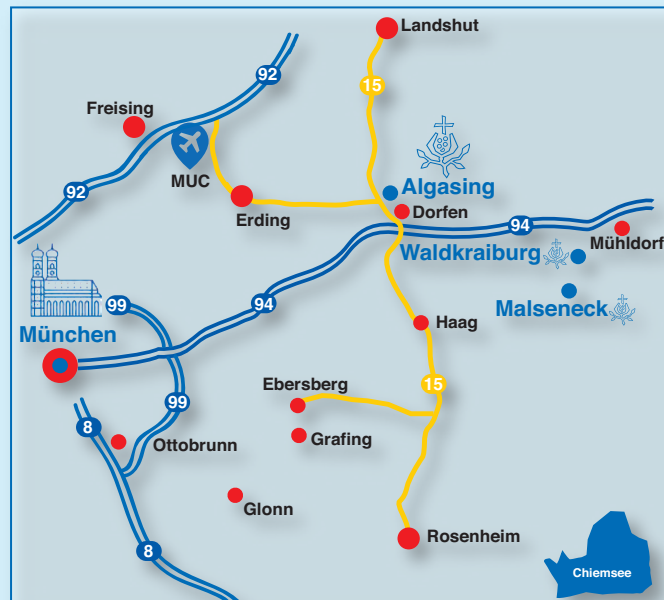 Landshut
92
15
Freising
MUC
92
Erding
Algasing
Dorfen
94
Waldkraiburg
Mühldorf
99
94
Malseneck
München
Haag
15
Ebersberg
99
8
Ottobrunn
Grafing
Glonn
Rosenheim
8
Chiemsee